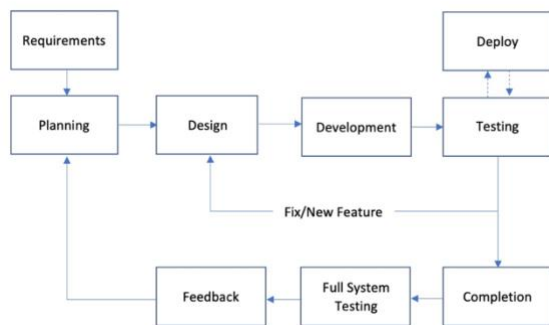 Requirements
Deploy
Planning
Design
Development
Testing
Fix/New Feature
Feedback
Full System
Testing
Completion